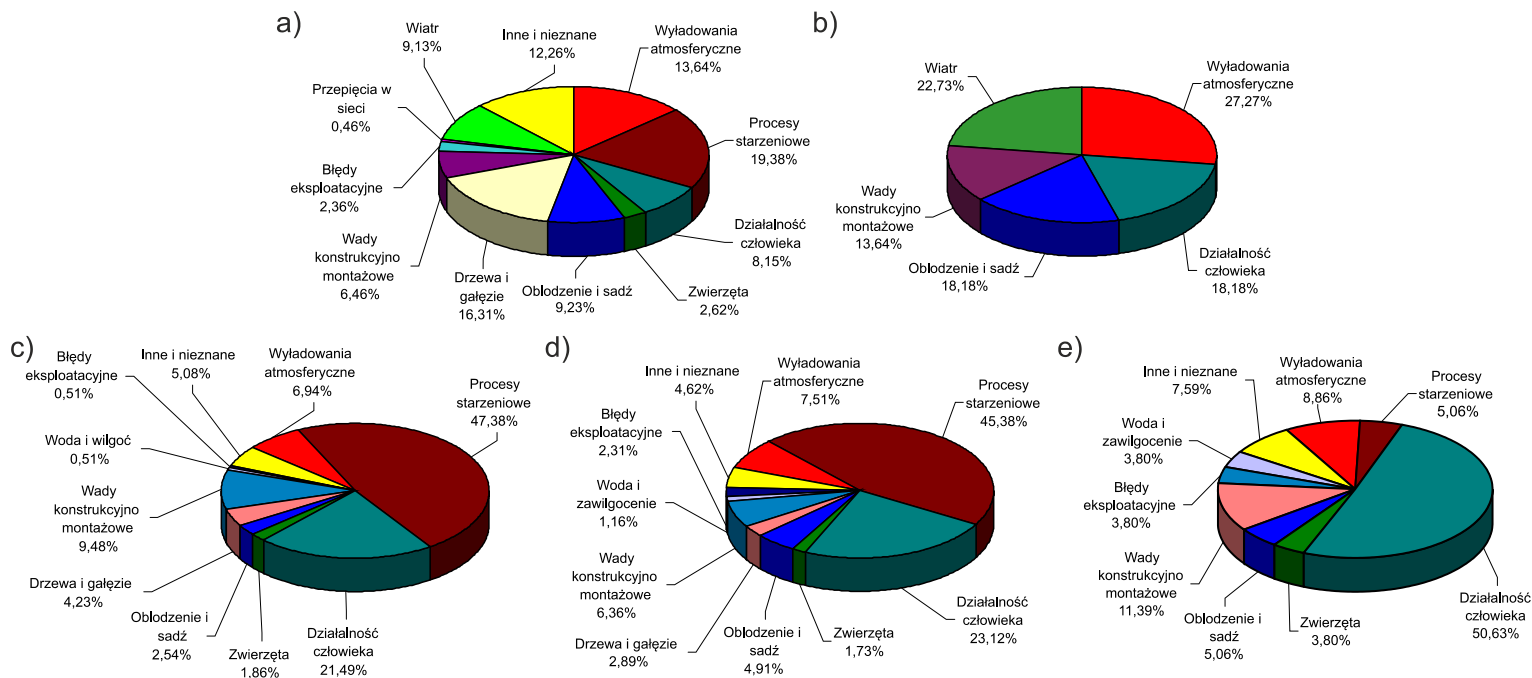 a)
Wiatr
9,13%
Inne i nieznane
12,26%
Wyładowania
atmosferyczne
13,64%
Przepięcia w
sieci
0,46%
Procesy
starzeniowe
19,38%
Błędy
eksploatacyjne
2,36%
Wady
konstrukcyjno
montażowe
6,46%
Drzewa i
gałęzie
16,31%
Oblodzenie i sadź
9,23%
Zwierzęta
2,62%
Działalność
człowieka
8,15%
b)
Wiatr
22,73%
Wyładowania
atmosferyczne
27,27%
Wady
konstrukcyjno
montażowe
13,64%
Oblodzenie i sadź
18,18%
Działalność
człowieka
18,18%
c)
Błędy
eksploatacyjne
0,51%
Inne i nieznane
5,08%
Wyładowania
atmosferyczne
6,94%
Procesy
starzeniowe
47,38%
Woda i wilgoć
0,51%
Wady
konstrukcyjno
montażowe
9,48%
Drzewa i gałęzie
4,23%
Oblodzenie i
sadź
2,54%
Zwierzęta
1,86%
Działalność
człowieka
21,49%
d)
Inne i nieznane
4,62%
Wyładowania
atmosferyczne
7,51%
Procesy
starzeniowe
45,38%
Błędy
eksploatacyjne
2,31%
Woda i
zawilgocenie
1,16%
Wady
konstrukcyjno
montażowe
6,36%
Drzewa i gałęzie
2,89%
Oblodzenie i
sadź
4,91%
Zwierzęta
1,73%
Działalność
człowieka
23,12%
e)
Inne i nieznane
7,59%
Wyładowania
atmosferyczne
8,86%
Procesy
starzeniowe
5,06%
Woda i
zawilgocenie
3,80%
Błędy
eksploatacyjne
3,80%
Wady
konstrukcyjno
montażowe
11,39%
Oblodzenie i
sadź
5,06%
Zwierzęta
3,80%
Działalność
człowieka
50,63%